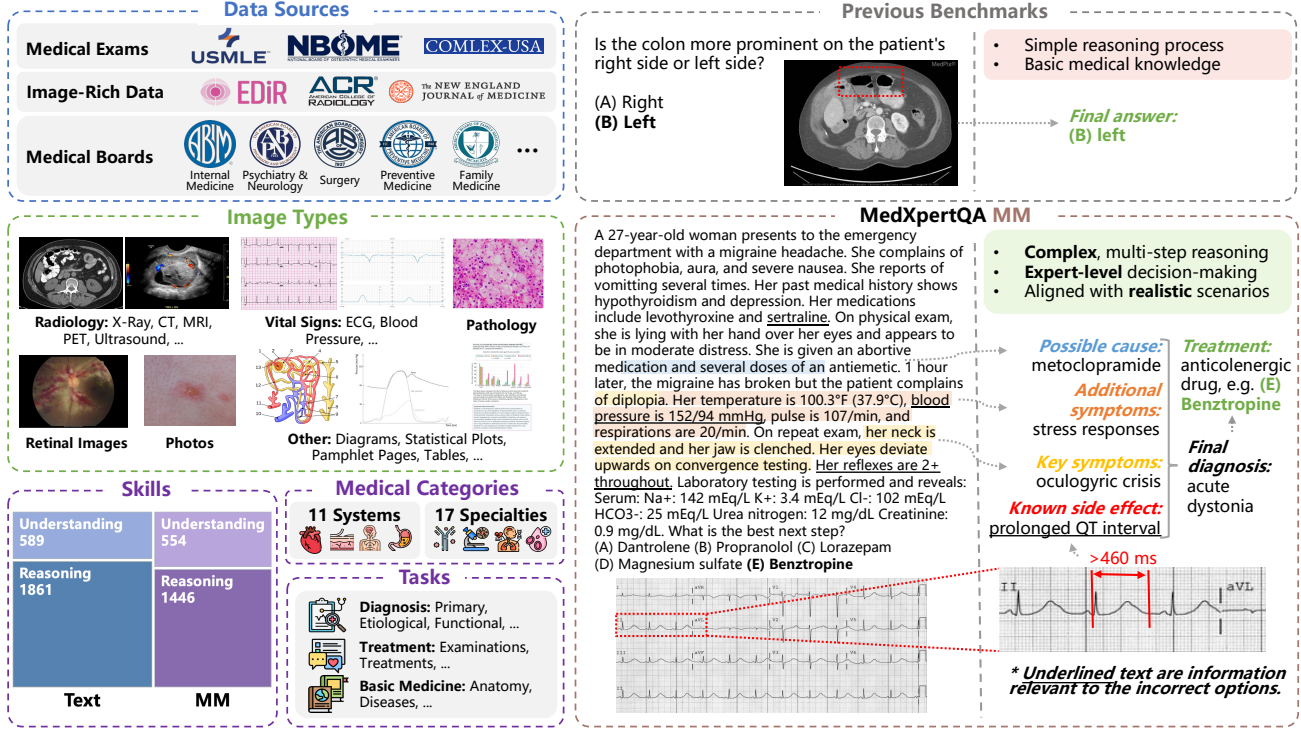 Data Sources
Medical Exams
USMLE
NBOME
NATIONAL BOARD OF OSTEOPATHIC MEDICAL EXAMINERS
COMLEX-USA
Image-Rich Data
EDiR
ACR
AMERICAN COLLEGE OF
RADIOLOGY
The NEW ENGLAND
JOURNAL of MEDICINE
Medical Boards
ABIM
Internal
Medicine
Psychiatry &
Neurology
Surgery
Preventive
Medicine
Family
Medicine
...
Image Types
Radiology: X-Ray, CT, MRI,
PET, Ultrasound, ...
Vital Signs: ECG, Blood
Pressure, ...
Pathology
Retinal Images
Photos
Other: Diagrams, Statistical Plots,
Pamphlet Pages, Tables, ...
Skills
Understanding
589
Reasoning
1861
Understanding
554
Reasoning
1446
Text
MM
Medical Categories
11 Systems
17 Specialties
Tasks
Diagnosis: Primary,
Etiological, Functional, ...
Treatment: Examinations,
Treatments, ...
Basic Medicine: Anatomy,
Diseases, ...
Previous Benchmarks
Is the colon more prominent on the patient's
right side or left side?
(A) Right
(B) Left
MedPix
• Simple reasoning process
• Basic medical knowledge
Final answer:
(B) left
MedXpertQA MM
A 27-year-old woman presents to the emergency
department with a migraine headache. She complains of
photophobia, aura, and severe nausea. She reports of
vomitting several times. Her past medical history shows
hypothyroidism and depression. Her medications
include levothyroxine and sertraline. On physical exam,
she is lying with her hand over her eyes and appears to
be in moderate distress. She is given an abortive
medication and several doses of an antiemetic. 1 hour
later, the migraine has broken but the patient complains
of diplopia. Her temperature is 100.3°F (37.9°C), blood
pressure is 152/94 mmHg, pulse is 107/min, and
respirations are 20/min. On repeat exam, her neck is
extended and her jaw is clenched. Her eyes deviate
upwards on convergence testing. Her reflexes are 2+
throughout. Laboratory testing is performed and reveals:
Serum: Na+: 142 mEq/L K+: 3.4 mEq/L Cl-: 102 mEq/L
HCO3-: 25 mEq/L Urea nitrogen: 12 mg/dL Creatinine:
0.9 mg/dL. What is the best next step?
(A) Dantrolene (B) Propranolol (C) Lorazepam
(D) Magnesium sulfate (E) Benztropine
• Complex, multi-step reasoning
• Expert-level decision-making
• Aligned with realistic scenarios
Possible cause:
metoclopramide
Additional
symptoms:
stress responses
Key symptoms:
oculogyric crisis
Known side effect:
prolonged QT interval
Treatment:
anticolenergic
drug, e.g. (E)
Benztropine
Final
diagnosis:
acute
dystonia
>460 ms
II
aVL
* Underlined text are information
relevant to the incorrect options.